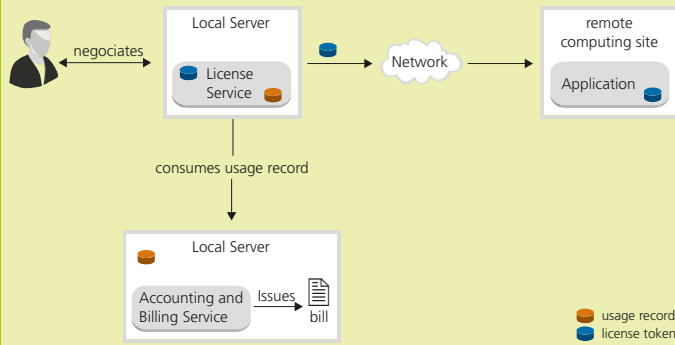 Local Server
remote
computing site
negociates
Network
License
Service
Application
consumes usage record
Local Server
Accounting and
Billing Service
Issues
bill
usage record
license token